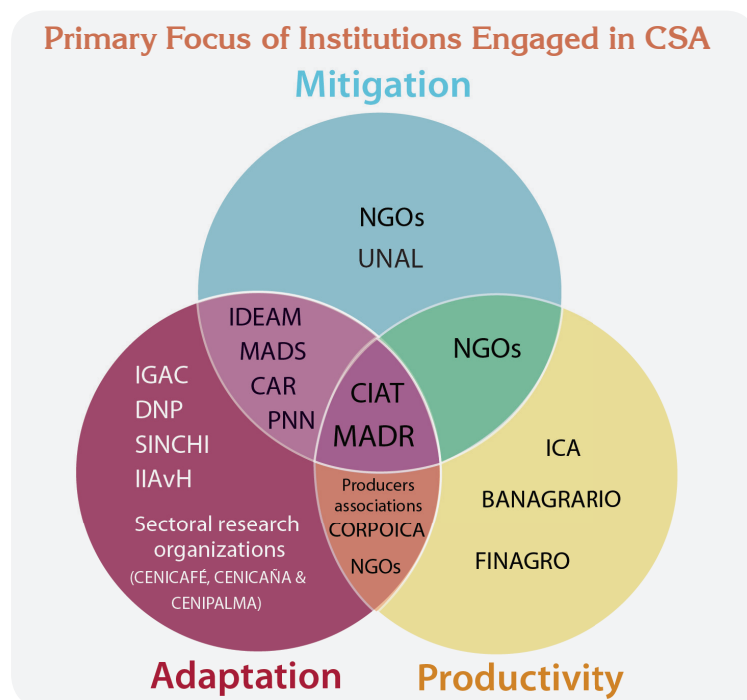 Primary Focus of Institutions Engaged in CSA
Mitigation
NGOs
UNAL
IDEAM
MADS
CAR
PNN
NGOs
CIAT
MADR
IGAC
DNP
SINCHI
IIAvH
Sectoral research
organizations
(CENICAFÉ, CENICAÑA &
CENIPALMA)
Producers
associations
CORPOICA
NGOs
ICA
BANAGRARIO
FINAGRO
Adaptation
Productivity